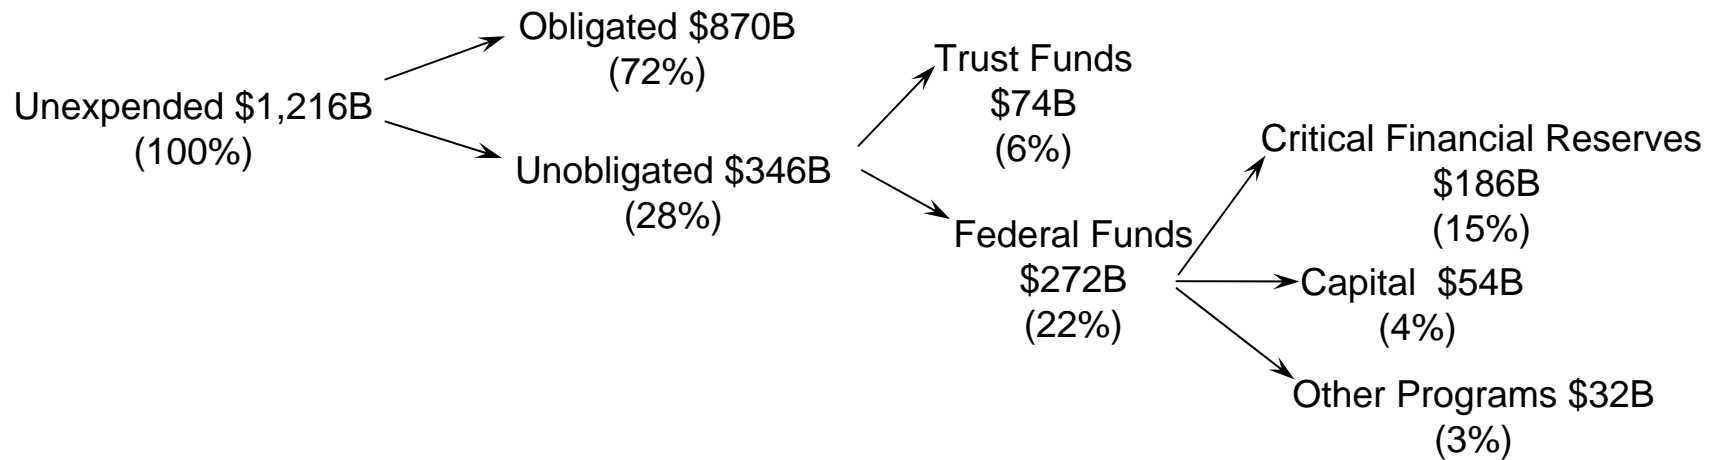 Unexpended $1,216B
(100%)
Obligated $870B
(72%)
Unobligated $346B
(28%)
Trust Funds
$74B
(6%)
Federal Funds
$272B
(22%)
Critical Financial Reserves
$186B
(15%)
Capital $54B
(4%)
Other Programs $32B
(3%)